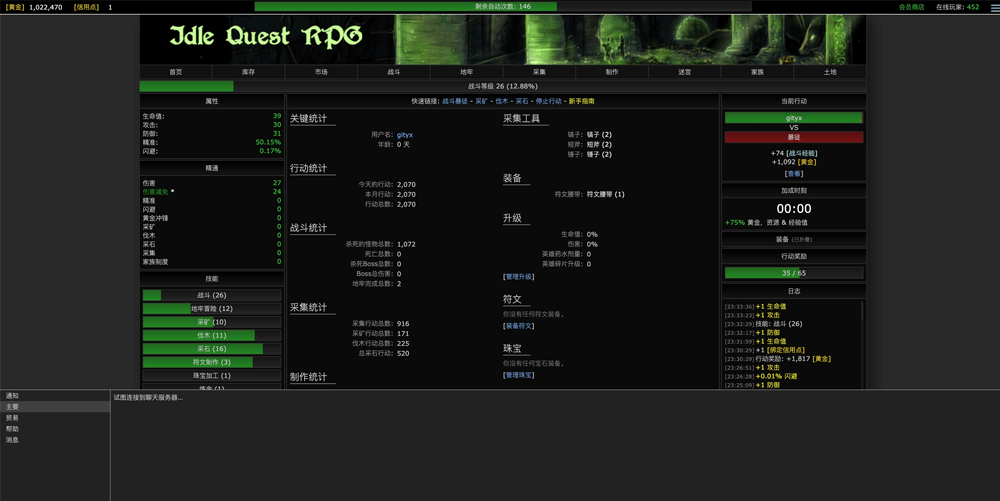 [黄金] 1,022,470 [信用点] 1
剩余自动次数: 146
会员商店 在线玩家: 452
Idle Quest RPG
首页 库存 市场 战斗 地牢 采集 制作 迷宫 家族 土地
战斗等级 26 (12.88%)
属性
生命值: 39
攻击: 30
防御: 31
精准: 50.15%
闪避: 0.17%
精通
伤害 27
伤害减免 * 24
精准 0
闪避 0
黄金冲锋 0
采矿 0
伐木 0
采石 0
采集 0
家族制度 0
技能
战斗 (26)
地牢冒险 (12)
采矿 (10)
伐木 (11)
采石 (16)
符文制作 (3)
珠宝加工 (1)
炼金 (1)
快速链接: 战斗暴徒 - 采矿 - 伐木 - 采石 - 停止行动 - 新手指南
关键统计
用户名: gityx
年龄: 0 天
行动统计
今天的行动: 2,070
本月行动: 2,070
行动总数: 2,070
战斗统计
杀死的怪物总数: 1,072
死亡总数: 0
杀死Boss总数: 0
Boss总伤害: 0
地牢完成总数: 2
采集统计
采集行动总数: 916
采矿行动总数: 171
伐木行动总数: 225
总采石行动: 520
制作统计
采集工具
镐子: 镐子 (2)
短斧: 短斧 (2)
锤子: 锤子 (2)
装备
符文腰带: 符文腰带 (1)
升级
生命值: 0%
伤害: 0%
英雄药水剂量: 0
英雄碎片升级: 0
[管理升级]
符文
你没有任何符文装备。
[装备符文]
珠宝
你没有任何宝石装备。
[管理珠宝]
当前行动
gityx
VS
暴徒
+74 [战斗经验]
+1,092 [黄金]
[查看]
加成时刻
00:00
+75% 黄金，资源 & 经验值
装备 (已折叠)
行动奖励
35 / 65
日志
[23:33:36] +1 生命值
[23:33:23] +1 攻击
[23:32:29] 技能: 战斗 (26)
[23:32:17] +1 防御
[23:31:59] +1 生命值
[23:30:29] +1 [绑定信用点]
[23:30:29] 行动奖励: +1,817 [黄金]
[23:26:51] +1 攻击
[23:26:28] +0.01% 闪避
[23:25:09] +1 防御
通知
主要
贸易
帮助
消息
试图连接到聊天服务器...